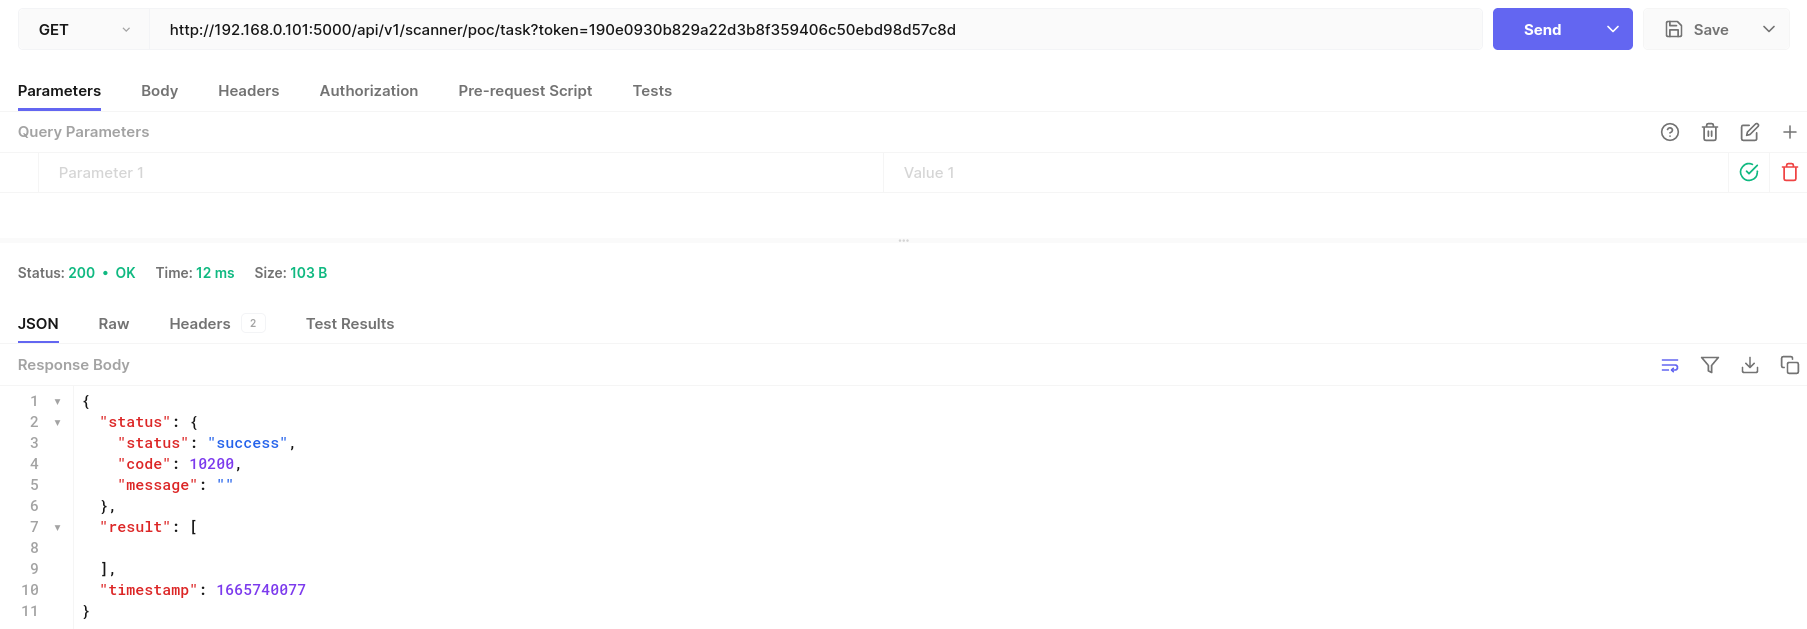 GET http://192.168.0.101:5000/api/v1/scanner/poc/task?token=190e0930b829a22d3b8f359406c50ebd98d57c8d Send Save
Parameters Body Headers Authorization Pre-request Script Tests
Query Parameters
Parameter 1 Value 1
Status: 200 • OK Time: 12 ms Size: 103 B
JSON Raw Headers 2 Test Results
Response Body
1 {
2 "status": {
3 "status": "success",
4 "code": 10200,
5 "message": ""
6 },
7 "result": [
8
9 ],
10 "timestamp": 1665740077
11 }